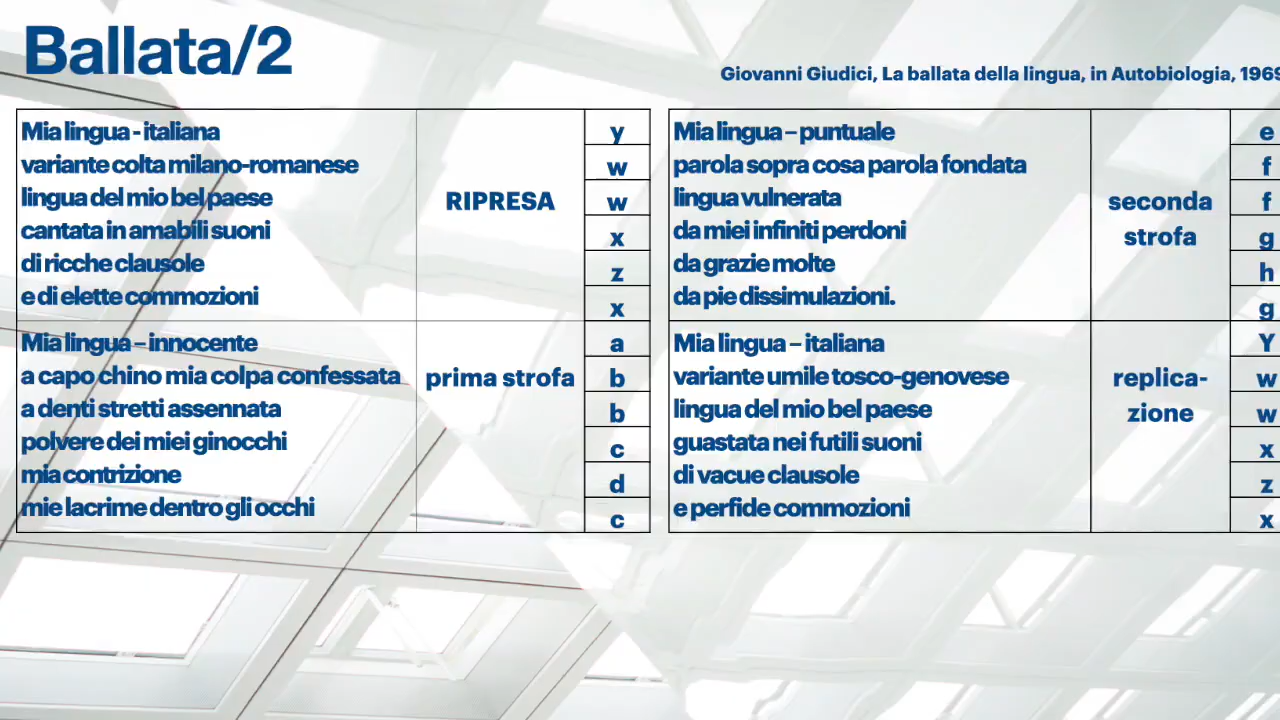 Ballata/2
Giovanni Giudici, La ballata della lingua, in Autobiologia, 1969
Mia lingua - italiana
variante colta milano-romanese
lingua del mio bel paese
cantata in amabili suoni
di ricche clausole
e di elette commozioni
RIPRESA
y
w
w
x
z
x
Mia lingua – innocente
a capo chino mia colpa confessata
a denti stretti assennata
polvere dei miei ginocchi
mia contrizione
mie lacrime dentro gli occhi
prima strofa
a
b
b
c
d
c
Mia lingua – puntuale
parola sopra cosa parola fondata
lingua vulnerata
da miei infiniti perdoni
da grazie molte
da pie dissimulazioni.
seconda
strofa
e
f
f
g
h
g
Mia lingua – italiana
variante umile tosco-genovese
lingua del mio bel paese
guastata nei futili suoni
di vacue clausole
e perfide commozioni
replica-
zione
Y
w
w
x
z
x